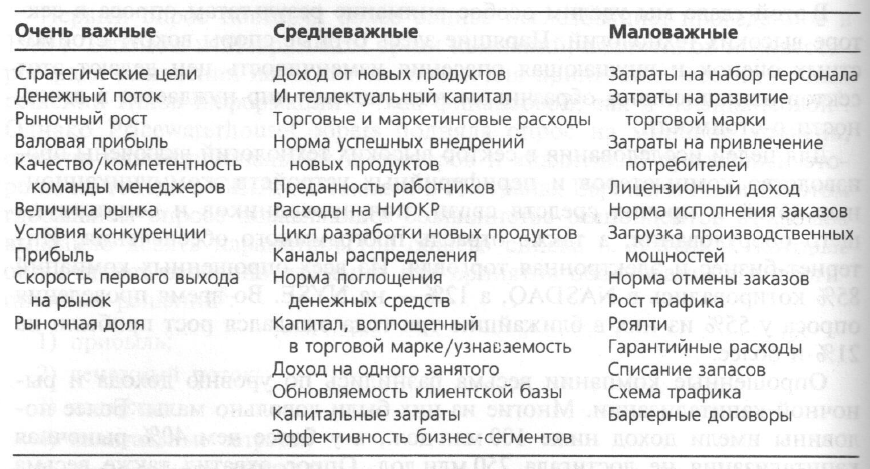 Очень важные
Стратегические цели
Денежный поток
Рыночный рост
Валовая прибыль
Качество/опыт
команды менеджеров
Величина рынка
Условия конкуренции
Прибыль
Скорость первого выхода
на рынок
Рыночная доля
Средневажные
Доход от новых продуктов
Интеллектуальный капитал
Торговые и маркетинговые расходы
Норма успешных внедрений
Рост к продажам
Преданность работников
Расходы на НИОКР
Цикл разработки новых продуктов
Каналы распределения
Норма поглощения
денежных средств
Капитал, воплощенный
в торговой марке/узнаваемость
Доход на одного занятого
Обновляемость клиентской базы
Капитальные затраты
Эффективность бизнес-сегментов
Маловажные
Затраты на набор персонала
Затраты на развитие
торговой марки
Затраты на привлечение
потребителей
Лицензионный доход
Норма исполнения заказов
Загрузка производственных
мощностей
Норма отмены заказов
Рост трафика
Роялти
Гарантийные расходы
Списание запасов
Схема трафика
Бартерные договоры